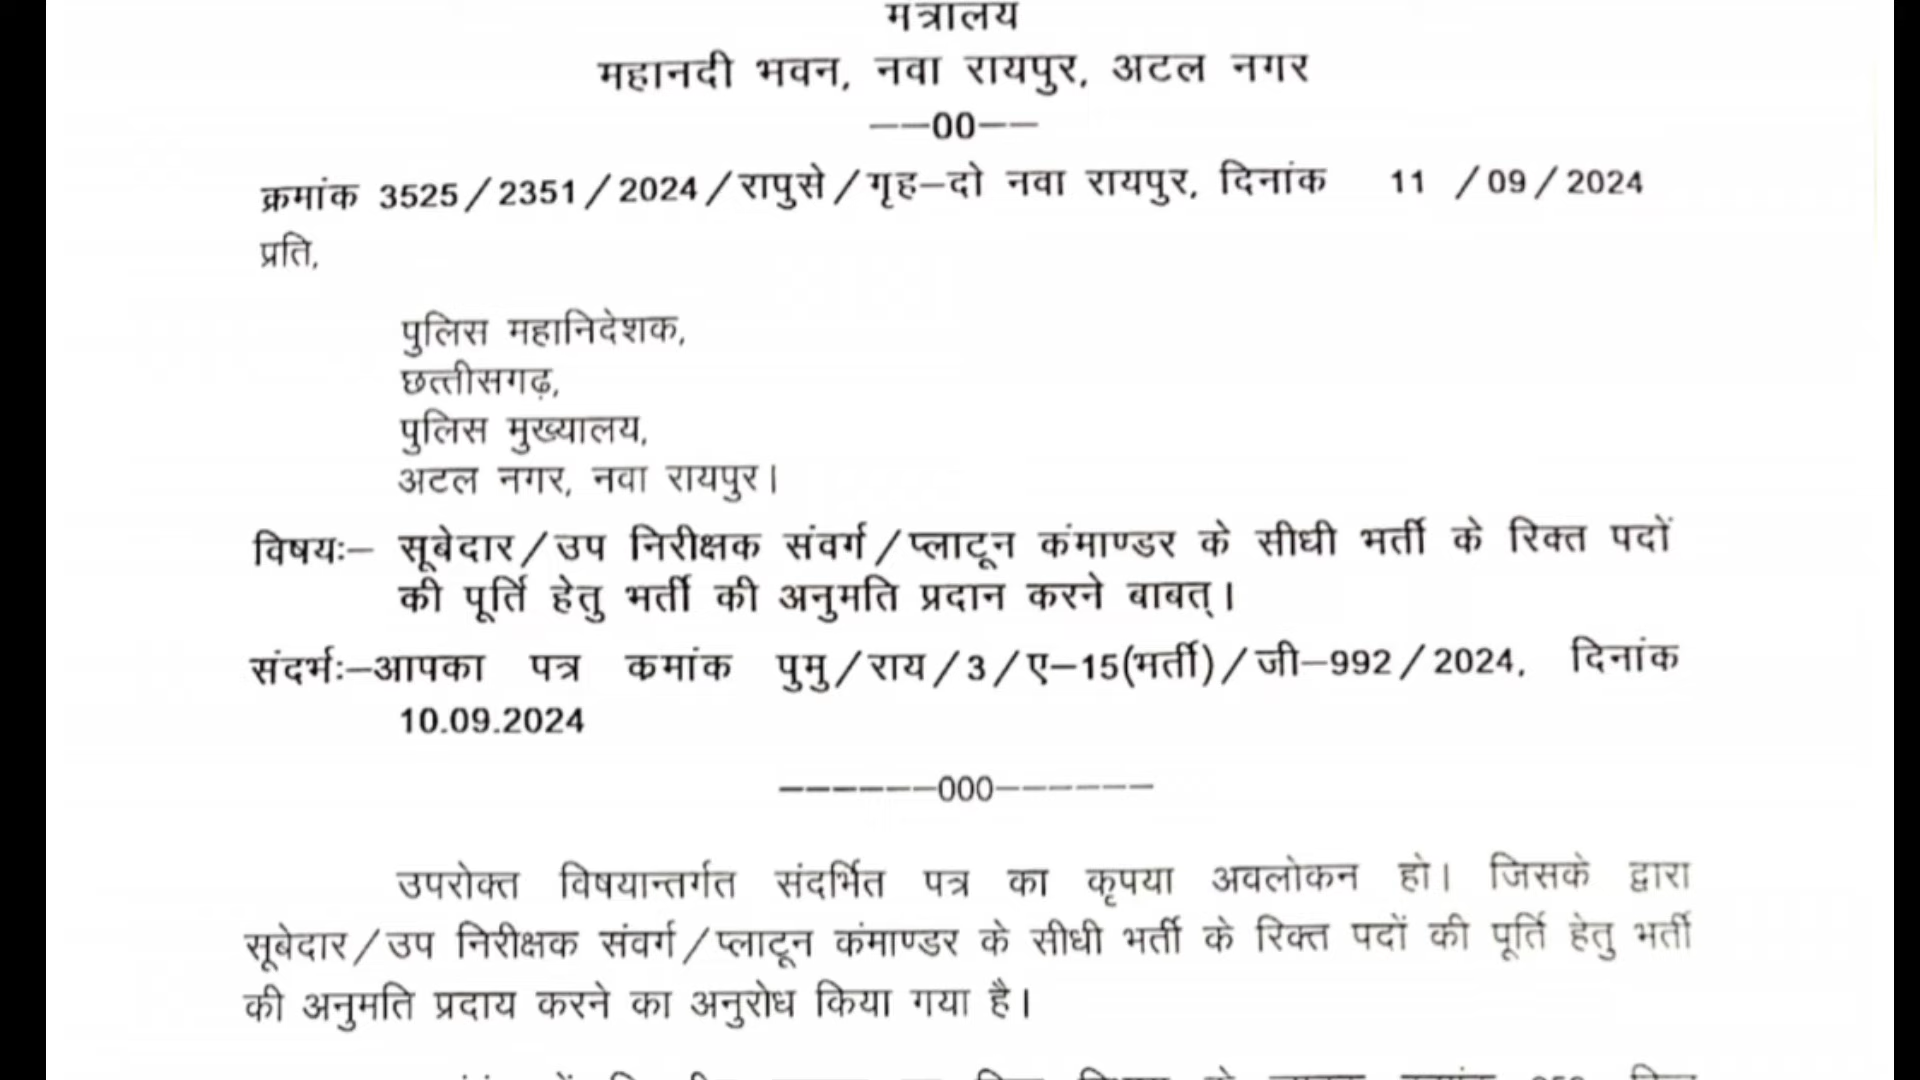 मंत्रालय
महानदी भवन, नवा रायपुर, अटल नगर
——00——
क्रमांक 3525/2351/2024/रापुसे/गृह–दो नवा रायपुर, दिनांक 11 /09/2024
प्रति,
पुलिस महानिदेशक,
छत्तीसगढ़,
पुलिस मुख्यालय,
अटल नगर, नवा रायपुर।
विषयः– सूबेदार/उप निरीक्षक संवर्ग/प्लाटून कंमाण्डर के सीधी भर्ती के रिक्त पदों
की पूर्ति हेतु भर्ती की अनुमति प्रदान करने बाबत्।
संदर्भः–आपका पत्र कमांक पुमु/राय/3/ए–15(भर्ती)/जी–992/2024, दिनांक
10.09.2024
——————000——————
उपरोक्त विषयान्तर्गत संदर्भित पत्र का कृपया अवलोकन हो। जिसके द्वारा
सूबेदार/उप निरीक्षक संवर्ग/प्लाटून कंमाण्डर के सीधी भर्ती के रिक्त पदों की पूर्ति हेतु भर्ती
की अनुमति प्रदाय करने का अनुरोध किया गया है।